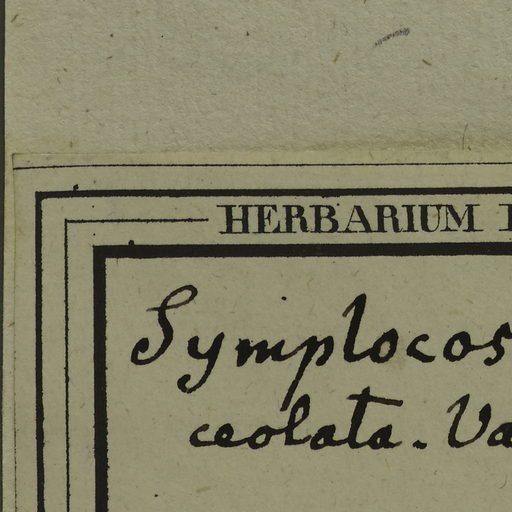 HERBARIUM
Symplocos
ceolata. Va